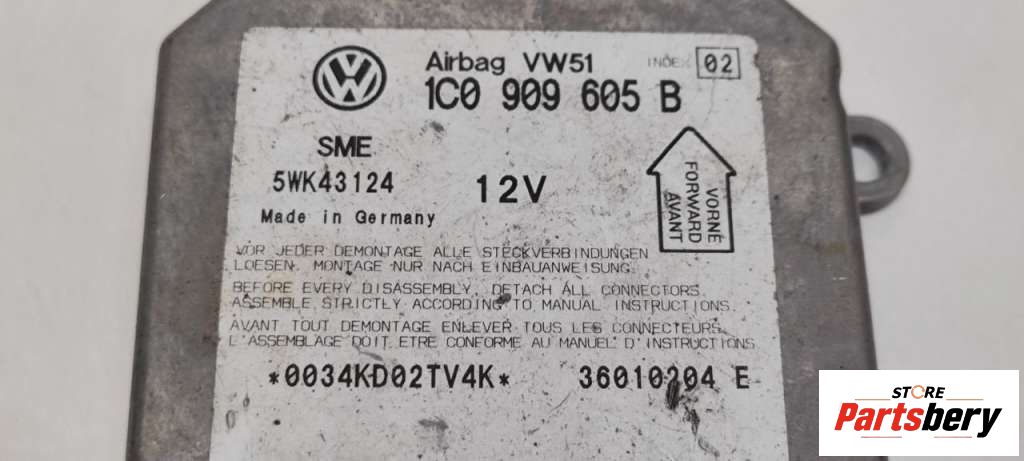 Airbag VW51 INDEX 02
1C0 909 605 B
SME
5WK43124 12V
Made in Germany
VORNE
FORWARD
AVANT
VOR JEDER DEMONTAGE ALLE STECKVERBINDUNGEN
LOESEN. MONTAGE NUR NACH EINBAUANWEISUNG.
BEFORE EVERY DISASSEMBLY, DETACH ALL CONNECTORS.
ASSEMBLE STRICTLY ACCORDING TO MANUAL INSTRUCTIONS.
AVANT TOUT DEMONTAGE ENLEVER TOUS LES CONNECTEURS.
L'ASSEMBLAGE DOIT ETRE CONFORME AU MANUEL D'INSTRUCTIONS.
*0034KD02TV4K* 36010204 E
STORE
Partsbery